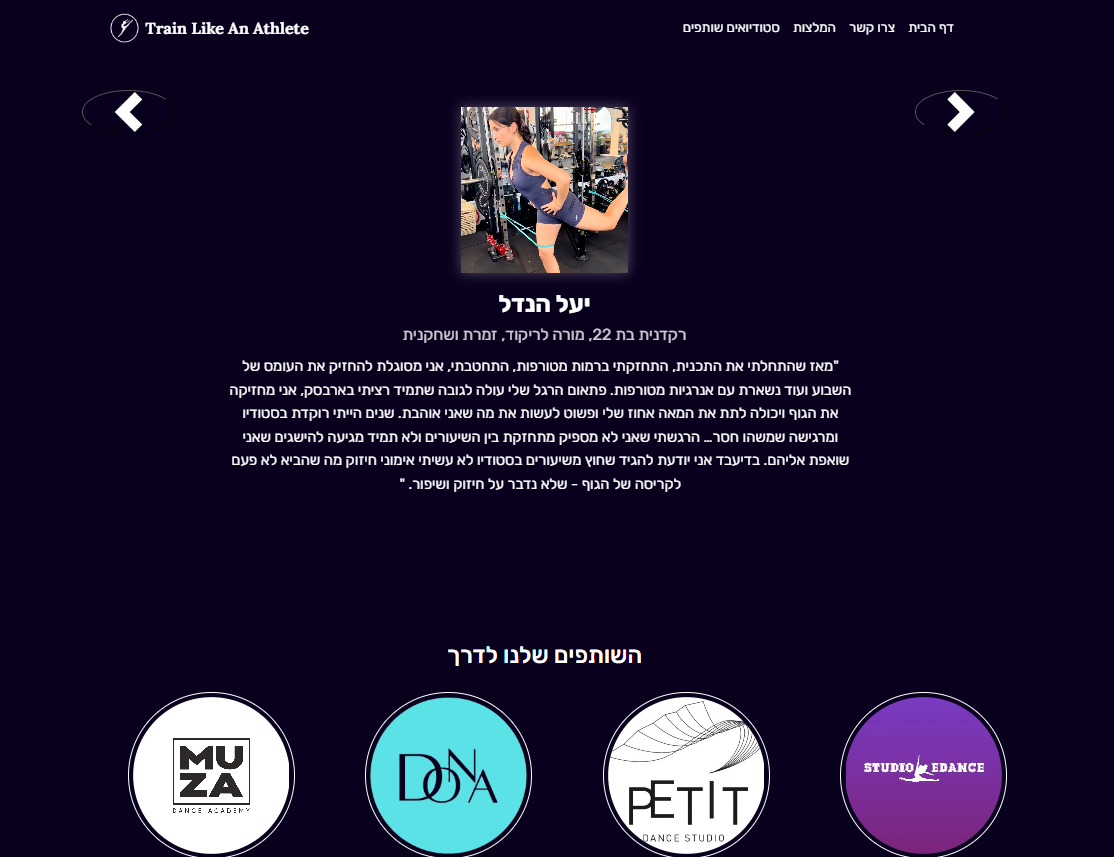 Train Like An Athlete
דף הבית צרו קשר המלצות סטודיואים שותפים
יעל הנדל
רקדנית בת 22, מורה לריקוד, זמרת ושחקנית
"מאז שהתחלתי את התכנית, התחזקתי ברמות מטורפות, התחטבתי, אני מסוגלת להחזיק את העומס של
השבוע ועוד נשארת עם אנרגיות מטורפות. פתאום הרגל שלי עולה לגובה שתמיד רציתי בארבסק, אני מחזיקה
את הגוף ויכולה לתת את המאה אחוז שלי ופשוט לעשות את מה שאני אוהבת. שנים הייתי רוקדת בסטודיו
ומרגישה שמשהו חסר... הרגשתי שאני לא מספיק מתחזקת בין השיעורים ולא תמיד מגיעה להישגים שאני
שואפת אליהם. בדיעבד אני יודעת להגיד שחוץ משיעורים בסטודיו לא עשיתי אימוני חיזוק מה שהביא לא פעם
לקריסה של הגוף - שלא נדבר על חיזוק ושיפור. "
השותפים שלנו לדרך
MU
ZA
DANCE ACADEMY
DONA
PETIT
DANCE STUDIO
STUDIO EDANCE